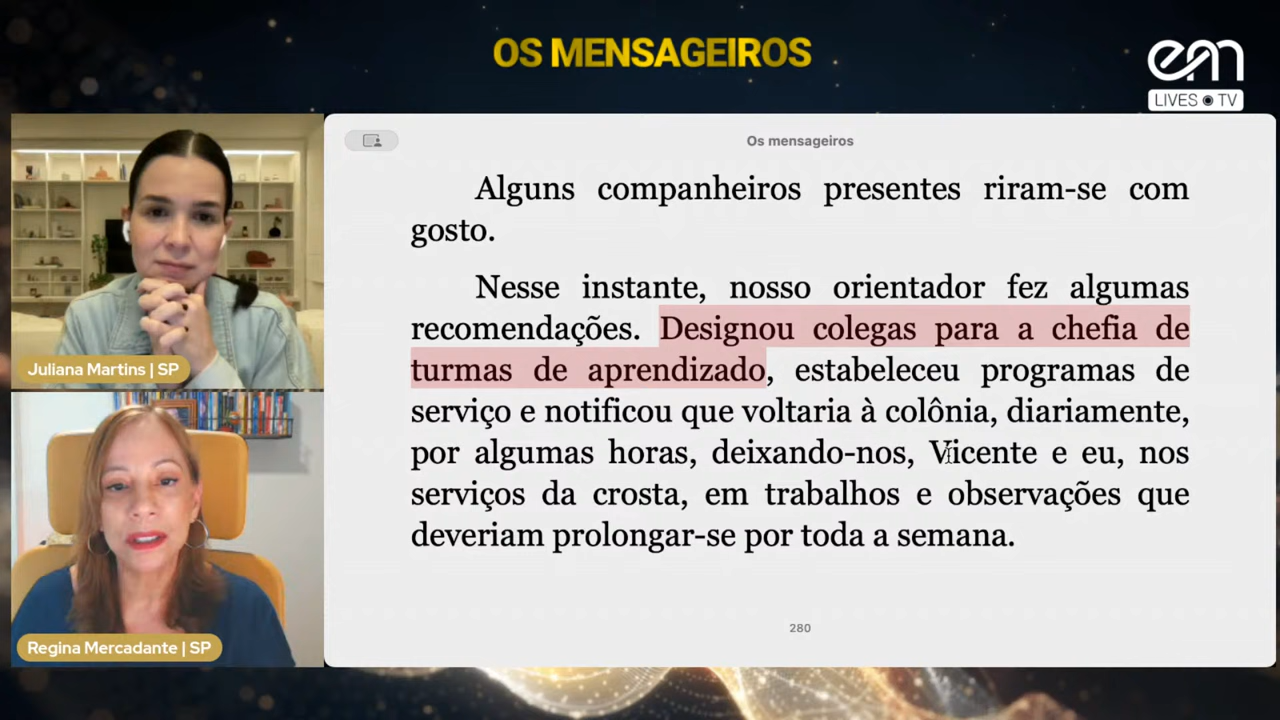 OS MENSAGEIROS
em
LIVES TV
Os mensageiros
Alguns companheiros presentes riram-se com
gosto.
Nesse instante, nosso orientador fez algumas
recomendações. Designou colegas para a chefia de
turmas de aprendizado, estabeleceu programas de
serviço e notificou que voltaria à colônia, diariamente,
por algumas horas, deixando-nos, Vicente e eu, nos
serviços da crosta, em trabalhos e observações que
deveriam prolongar-se por toda a semana.
280
Juliana Martins | SP
Regina Mercadante | SP